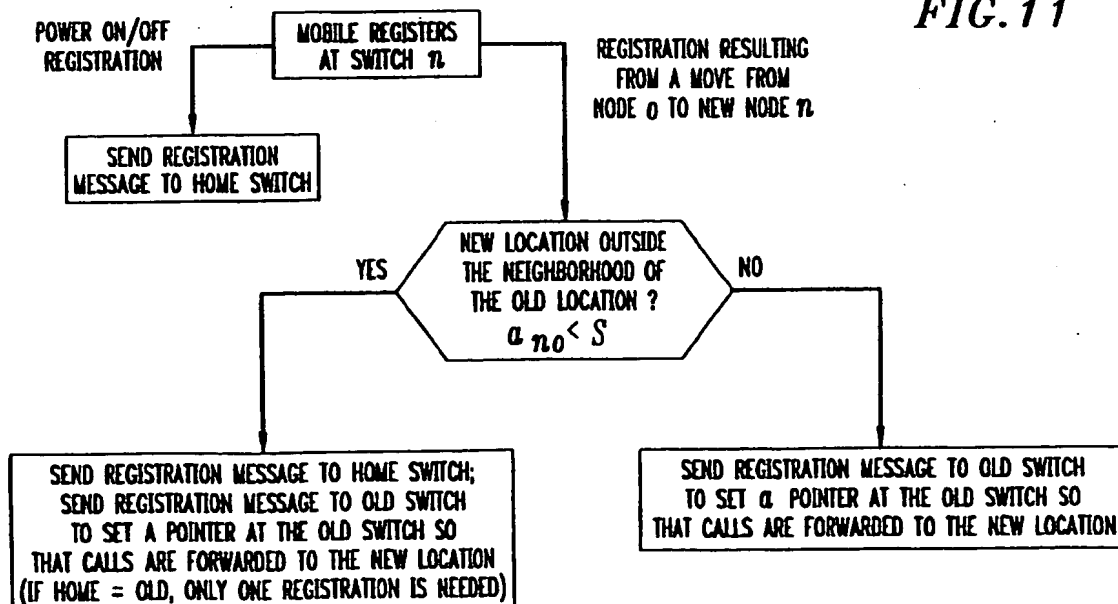 FIG. 11
POWER ON/OFF
REGISTRATION
MOBILE REGISTERS
AT SWITCH n
REGISTRATION RESULTING
FROM A MOVE FROM
NODE o TO NEW NODE n
SEND REGISTRATION
MESSAGE TO HOME SWITCH
NEW LOCATION OUTSIDE
THE NEIGHBORHOOD OF
THE OLD LOCATION ?
a no < S
YES
NO
SEND REGISTRATION MESSAGE TO HOME SWITCH;
SEND REGISTRATION MESSAGE TO OLD SWITCH
TO SET A POINTER AT THE OLD SWITCH SO
THAT CALLS ARE FORWARDED TO THE NEW LOCATION
(IF HOME = OLD, ONLY ONE REGISTRATION IS NEEDED)
SEND REGISTRATION MESSAGE TO OLD SWITCH
TO SET a POINTER AT THE OLD SWITCH SO
THAT CALLS ARE FORWARDED TO THE NEW LOCATION